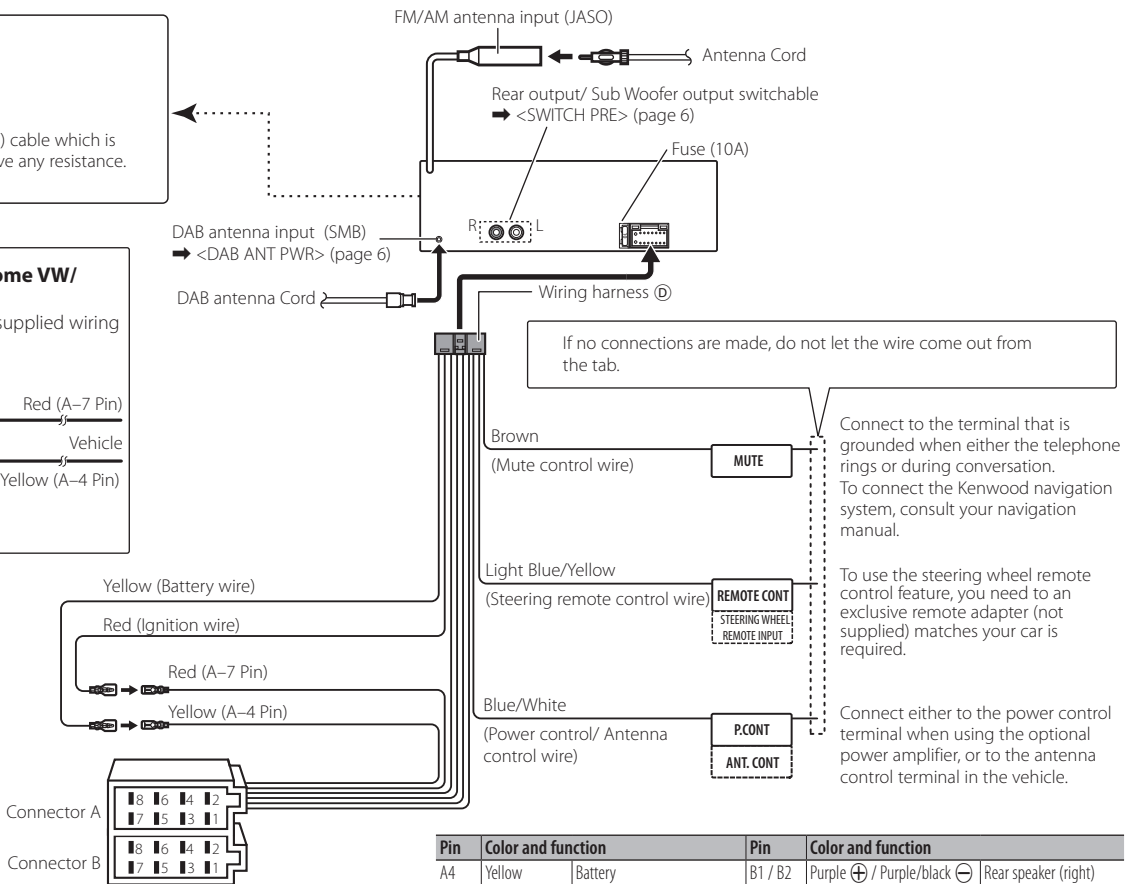 FM/AM antenna input (JASO)
Antenna Cord
Rear output/ Sub Woofer output switchable
➡ <SWITCH PRE> (page 6)
Fuse (10A)
) cable which is
ve any resistance.
R L
DAB antenna input (SMB)
➡ <DAB ANT PWR> (page 6)
DAB antenna Cord
Wiring harness Ⓓ
ome VW/
supplied wiring
Red (A–7 Pin)
Vehicle
Yellow (A–4 Pin)
If no connections are made, do not let the wire come out from
the tab.
Brown
(Mute control wire)
MUTE
Connect to the terminal that is
grounded when either the telephone
rings or during conversation.
To connect the Kenwood navigation
system, consult your navigation
manual.
Light Blue/Yellow
(Steering remote control wire)
REMOTE CONT
STEERING WHEEL
REMOTE INPUT
To use the steering wheel remote
control feature, you need to an
exclusive remote adapter (not
supplied) matches your car is
required.
Yellow (Battery wire)
Red (Ignition wire)
Red (A–7 Pin)
Yellow (A–4 Pin)
Blue/White
(Power control/ Antenna
control wire)
P.CONT
ANT. CONT
Connect either to the power control
terminal when using the optional
power amplifier, or to the antenna
control terminal in the vehicle.
Connector A
8 6 4 2
7 5 3 1
Connector B
8 6 4 2
7 5 3 1
Pin Color and function Pin Color and function
A4 Yellow Battery B1 / B2 Purple ⊕ / Purple/black ⊖ Rear speaker (right)